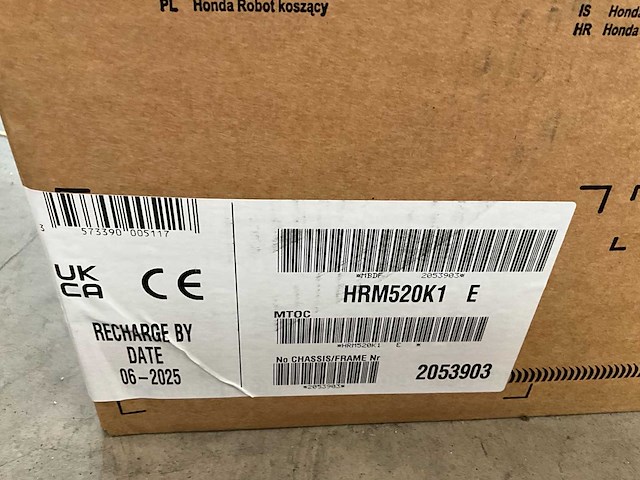 PL Honda Robot koszący
IS Honda
HR Honda
573390 005117
UK
CA CE
RECHARGE BY
DATE
06-2025
*MBDF 2053903*
HRM520K1 E
MTOC
*HRM520K1 E *
No CHASSIS/FRAME Nr
2053903
*2053903*